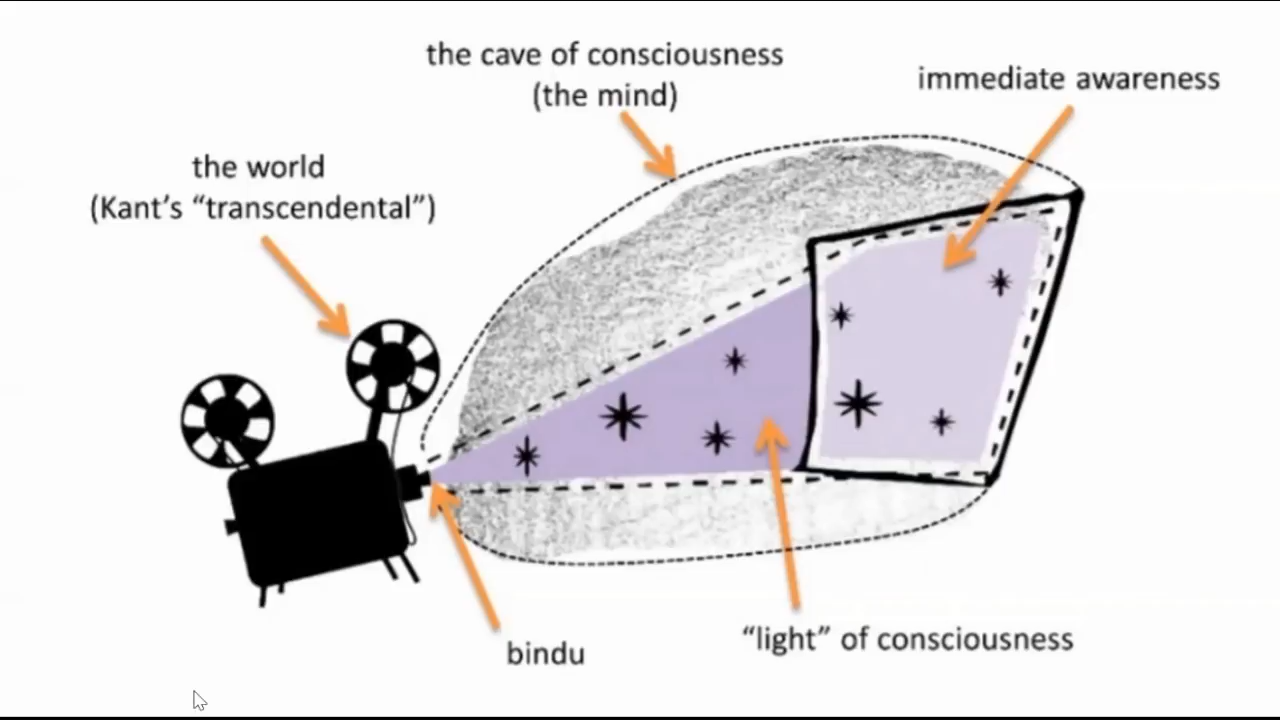 the cave of consciousness
(the mind)
immediate awareness
the world
(Kant’s “transcendental”)
bindu
“light” of consciousness